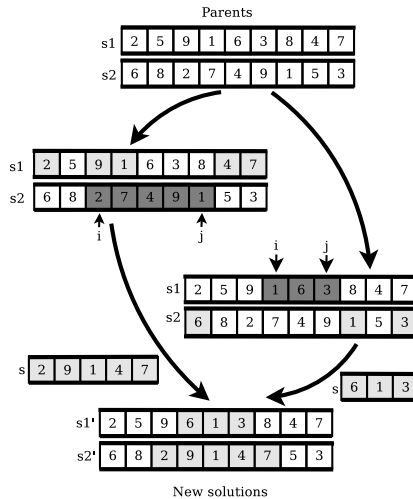 Parents
s1 2 5 9 1 6 3 8 4 7
s2 6 8 2 7 4 9 1 5 3
s1 2 5 9 1 6 3 8 4 7
s2 6 8 2 7 4 9 1 5 3
i j
i j
s1 2 5 9 1 6 3 8 4 7
s2 6 8 2 7 4 9 1 5 3
s 2 9 1 4 7
s 6 1 3
s1' 2 5 9 6 1 3 8 4 7
s2' 6 8 2 9 1 4 7 5 3
New solutions